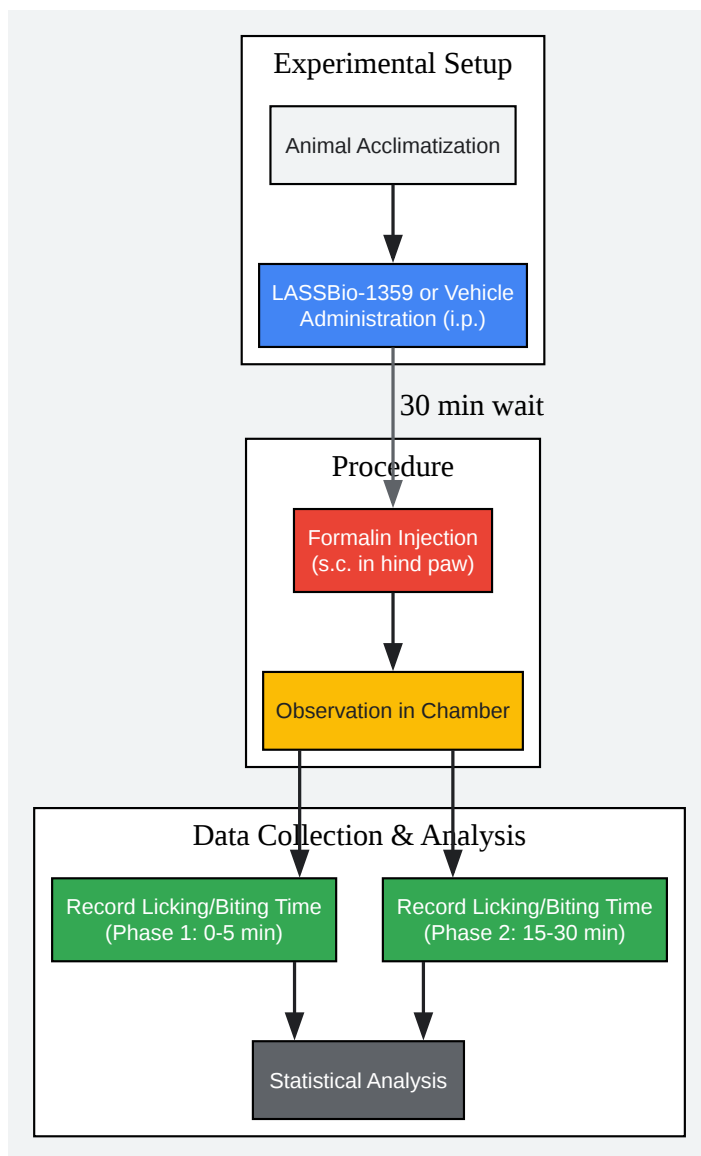 Experimental Setup
Animal Acclimatization
LASSBio-1359 or Vehicle
Administration (i.p.)
30 min wait
Procedure
Formalin Injection
(s.c. in hind paw)
Observation in Chamber
Data Collection & Analysis
Record Licking/Biting Time
(Phase 1: 0-5 min)
Record Licking/Biting Time
(Phase 2: 15-30 min)
Statistical Analysis